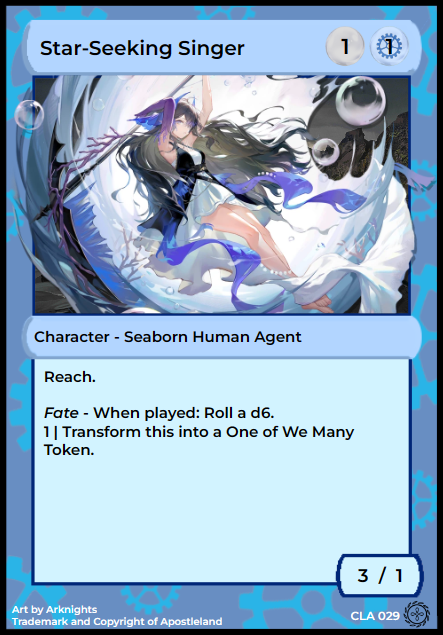 Star-Seeking Singer
1 1
Character - Seaborn Human Agent
Reach.
Fate - When played: Roll a d6.
1 | Transform this into a One of We Many
Token.
3 / 1
Art by Arknights
Trademark and Copyright of Apostleland
CLA 029